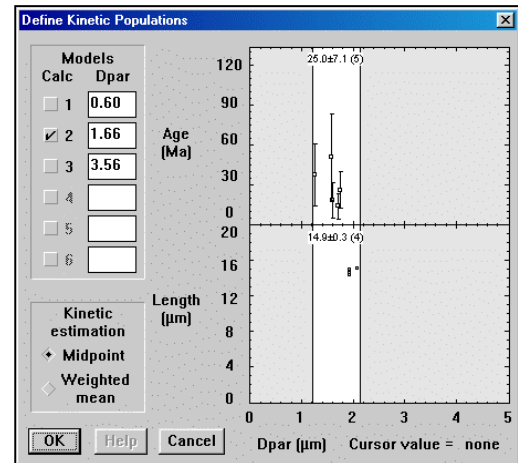 Define Kinetic Populations
Models
Calc Dpar
1 0.60
2 1.66
3 3.56
4
5
6
Kinetic
estimation
Midpoint
Weighted
mean
OK Help Cancel
Age
(Ma)
120
90
60
30
0
25.0±7.1 (5)
Length
(µm)
20
16
12
8
4
0
14.9±0.3 (4)
0 1 2 3 4 5
Dpar (µm) Cursor value = none